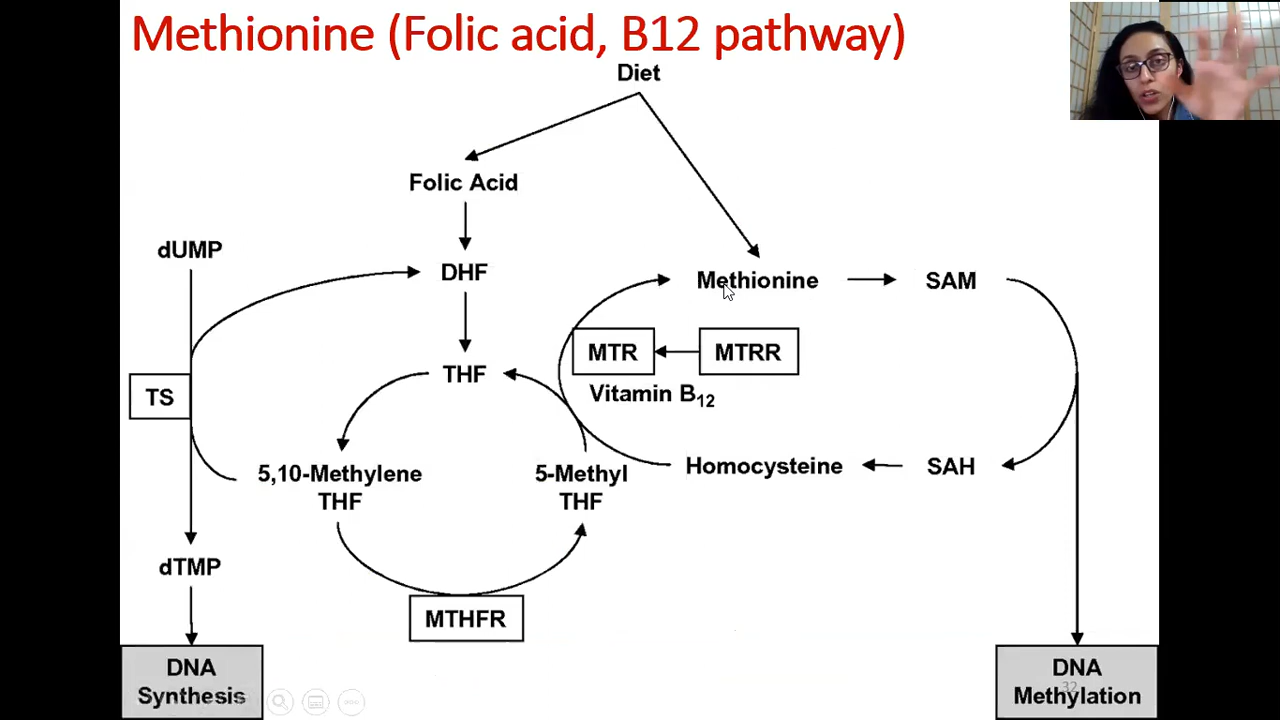 Methionine (Folic acid, B12 pathway)
Diet
Folic Acid
dUMP
DHF
Methionine
SAM
MTR
MTRR
THF
Vitamin B₁₂
TS
5,10-Methylene
THF
5-Methyl
THF
Homocysteine
SAH
dTMP
MTHFR
DNA
Synthesis
DNA
Methylation
32